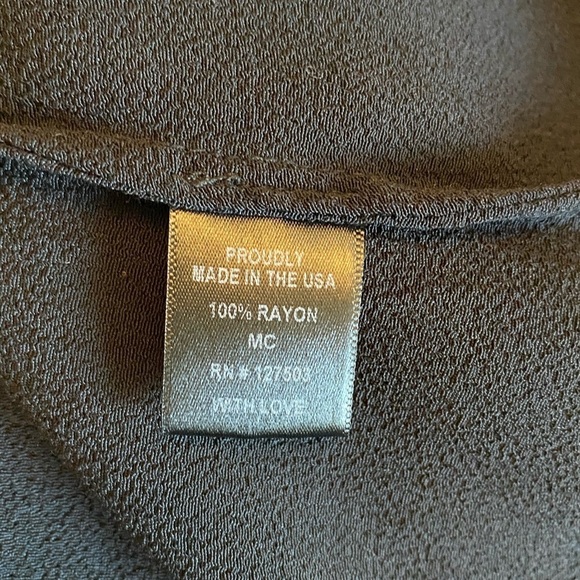 PROUDLY
MADE IN THE USA
100% RAYON
MC
RN # 127503
WITH LOVE